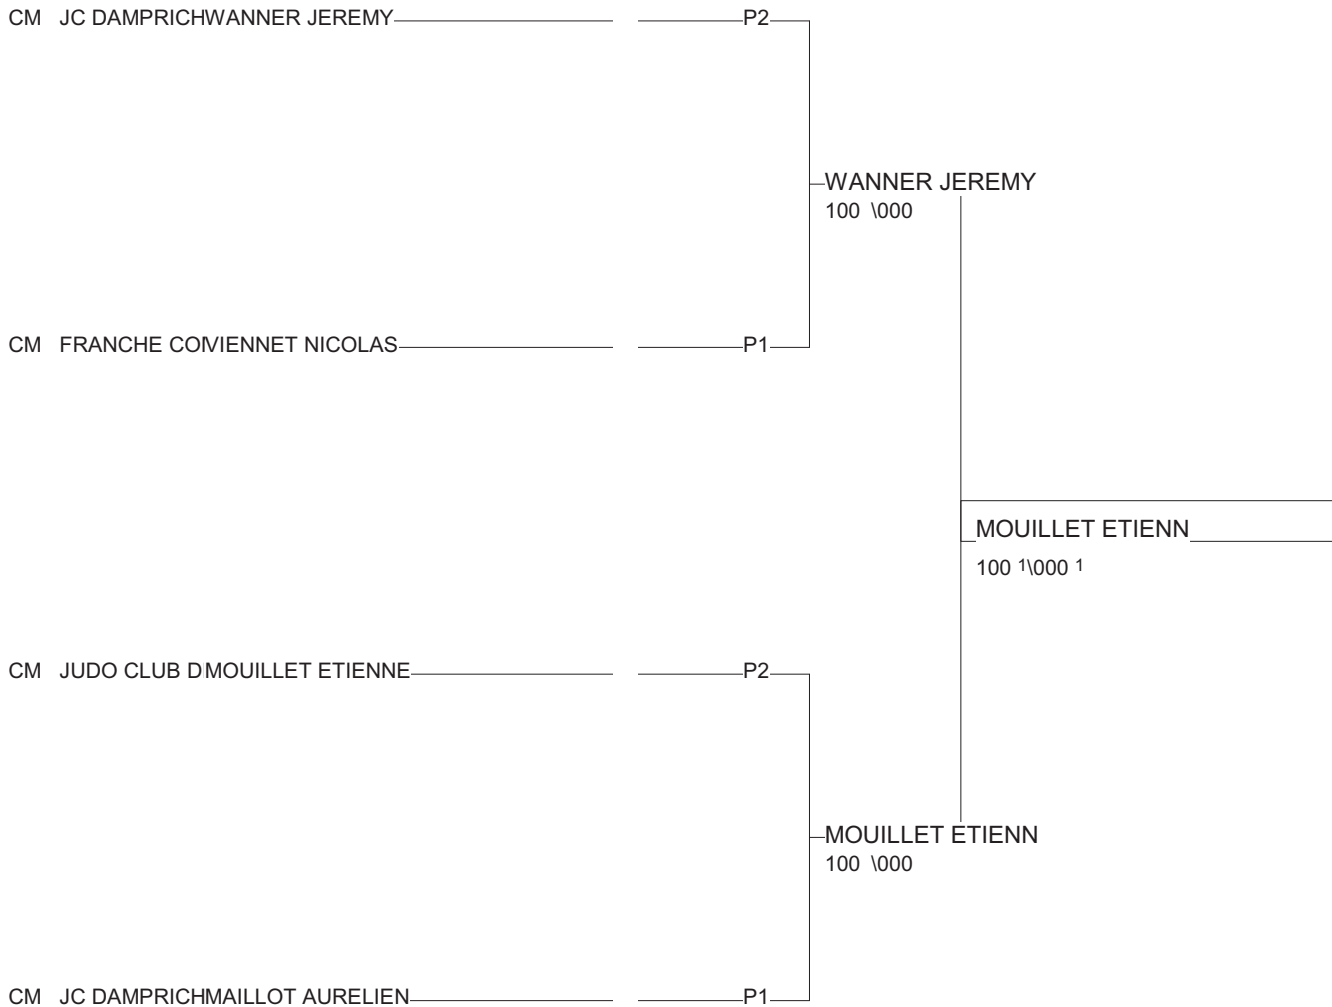 CM JC DAMPRICHWANNER JEREMY P2
WANNER JEREMY
100 \000
CM FRANCHE COMVIENNET NICOLAS P1
MOUILLET ETIENN
100 1\000 1
CM JUDO CLUB DMOUILLET ETIENNE P2
MOUILLET ETIENN
100 \000
CM JC DAMPRICHMAILLOT AURELIEN P1